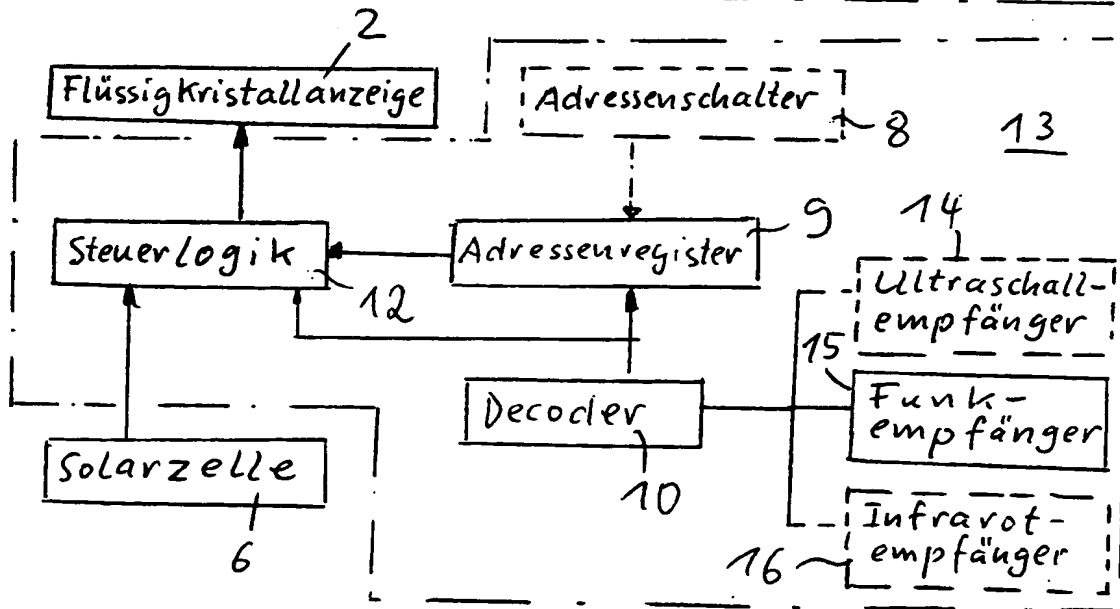 2
Flüssigkristallanzeige
Adressenschalter
8
13
Steuerlogik
12
Adressenregister
9
14
Ultraschall-
empfänger
15
Funk-
empfänger
Decoder
10
Solarzelle
6
Infrarot-
empfänger
16